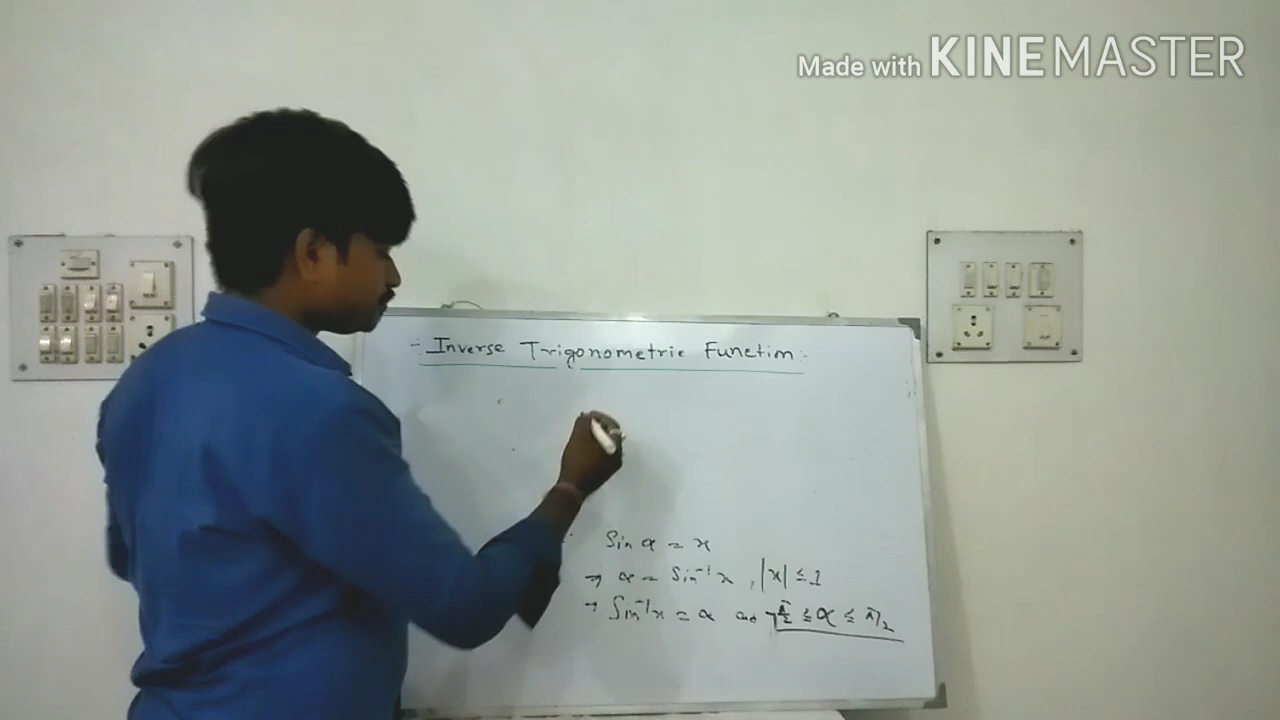 Made with KINEMASTER
:- Inverse Trigonometric Function :-
Sin α = x
→ α = Sin⁻¹x , |x| ≤ 1
→ Sin⁻¹x = α and -π/2 ≤ α ≤ π/2